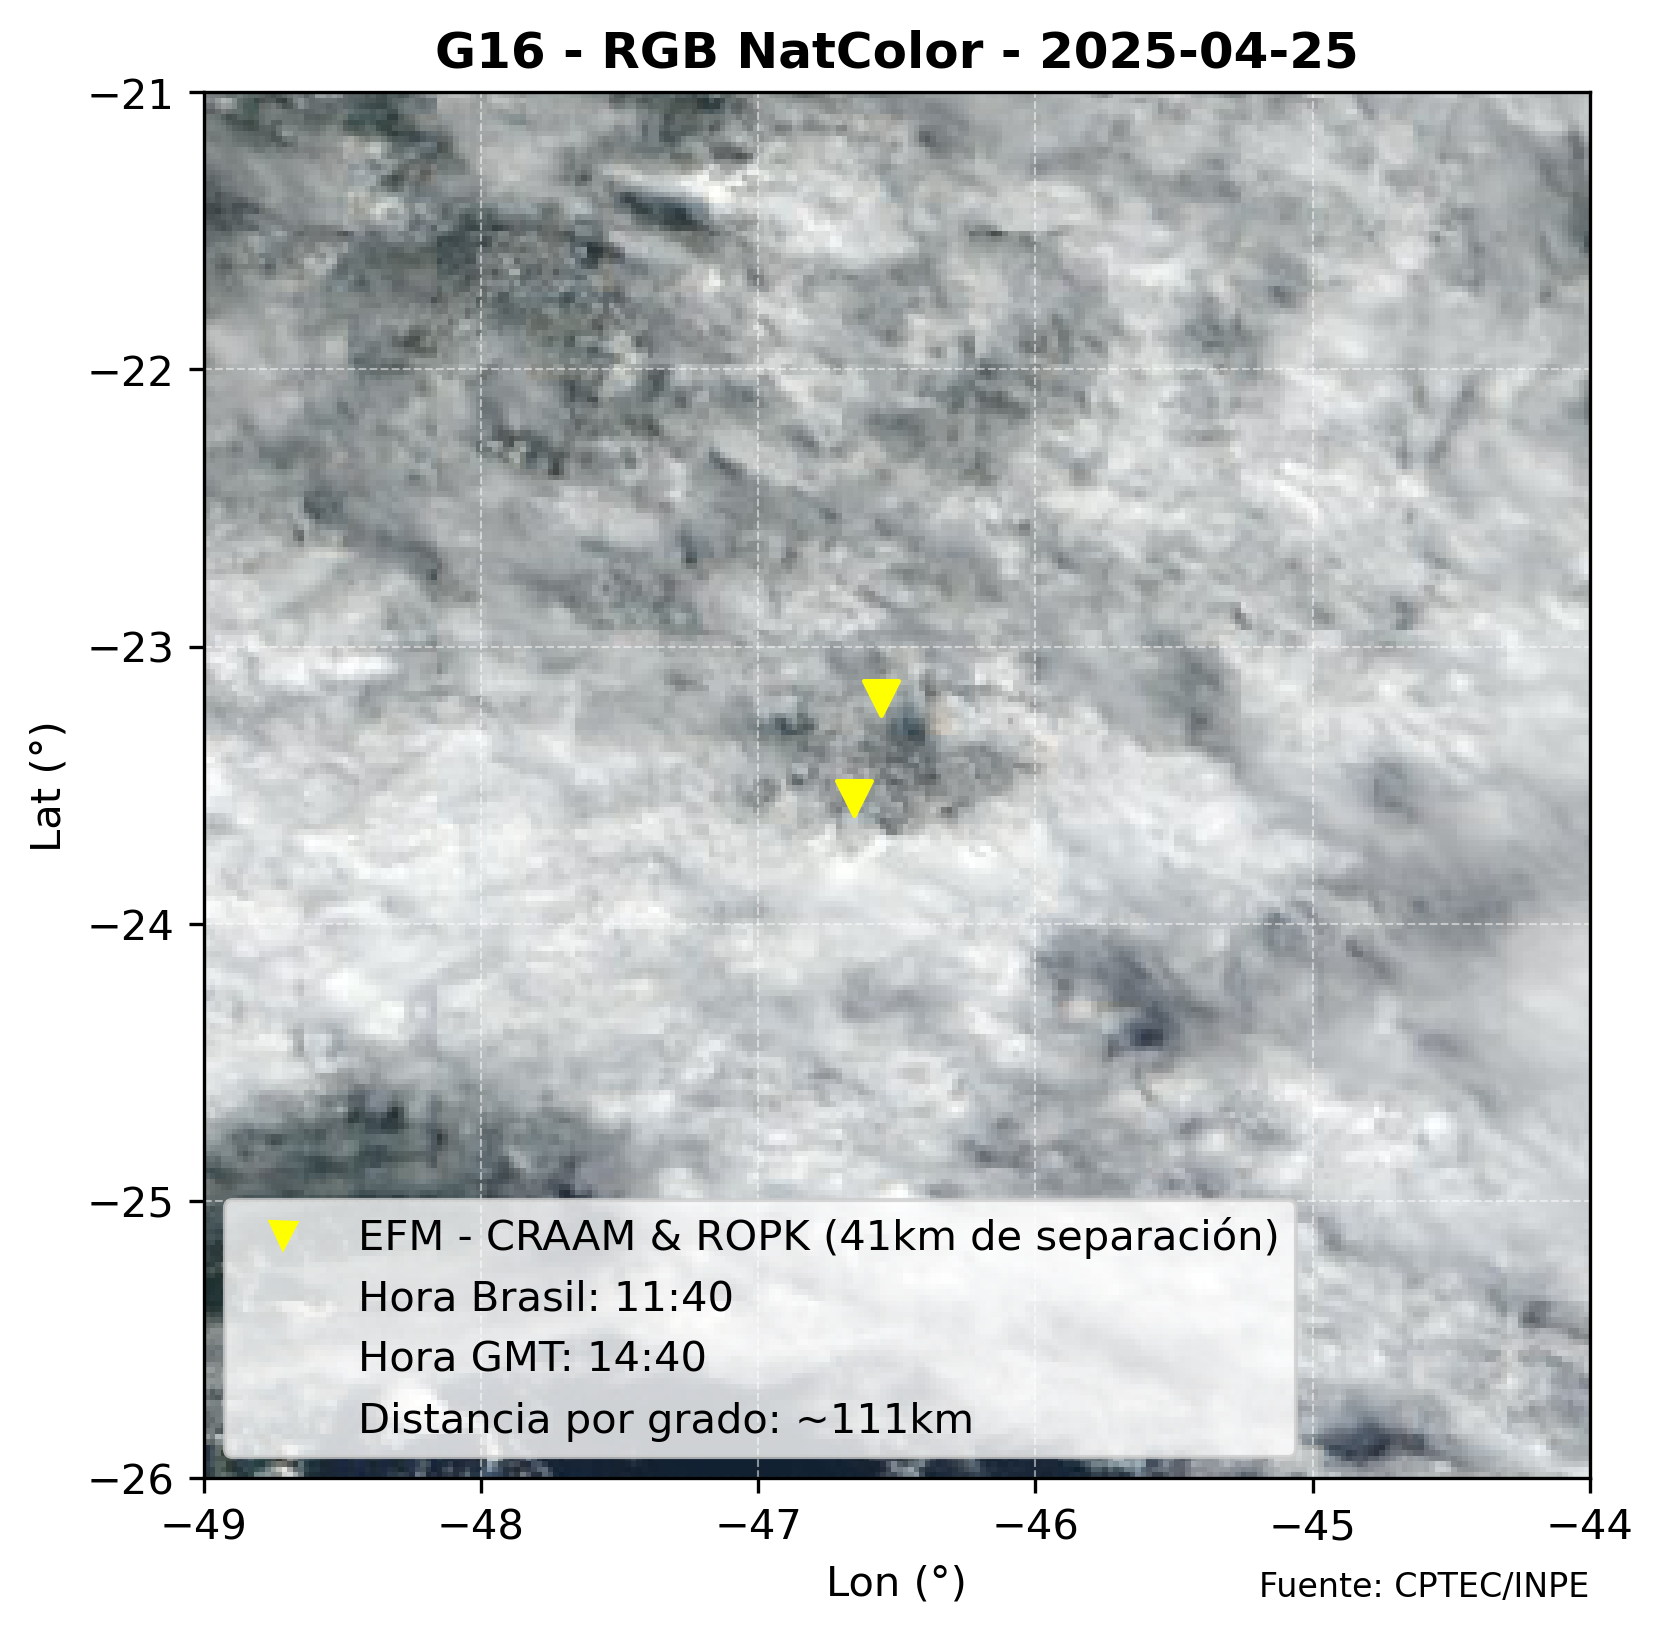 G16 - RGB NatColor - 2025-04-25
−21
−22
−23
−24
−25
−26
Lat (°)
EFM - CRAAM & ROPK (41km de separación)
Hora Brasil: 11:40
Hora GMT: 14:40
Distancia por grado: ~111km
−49 −48 −47 −46 −45 −44
Lon (°)
Fuente: CPTEC/INPE